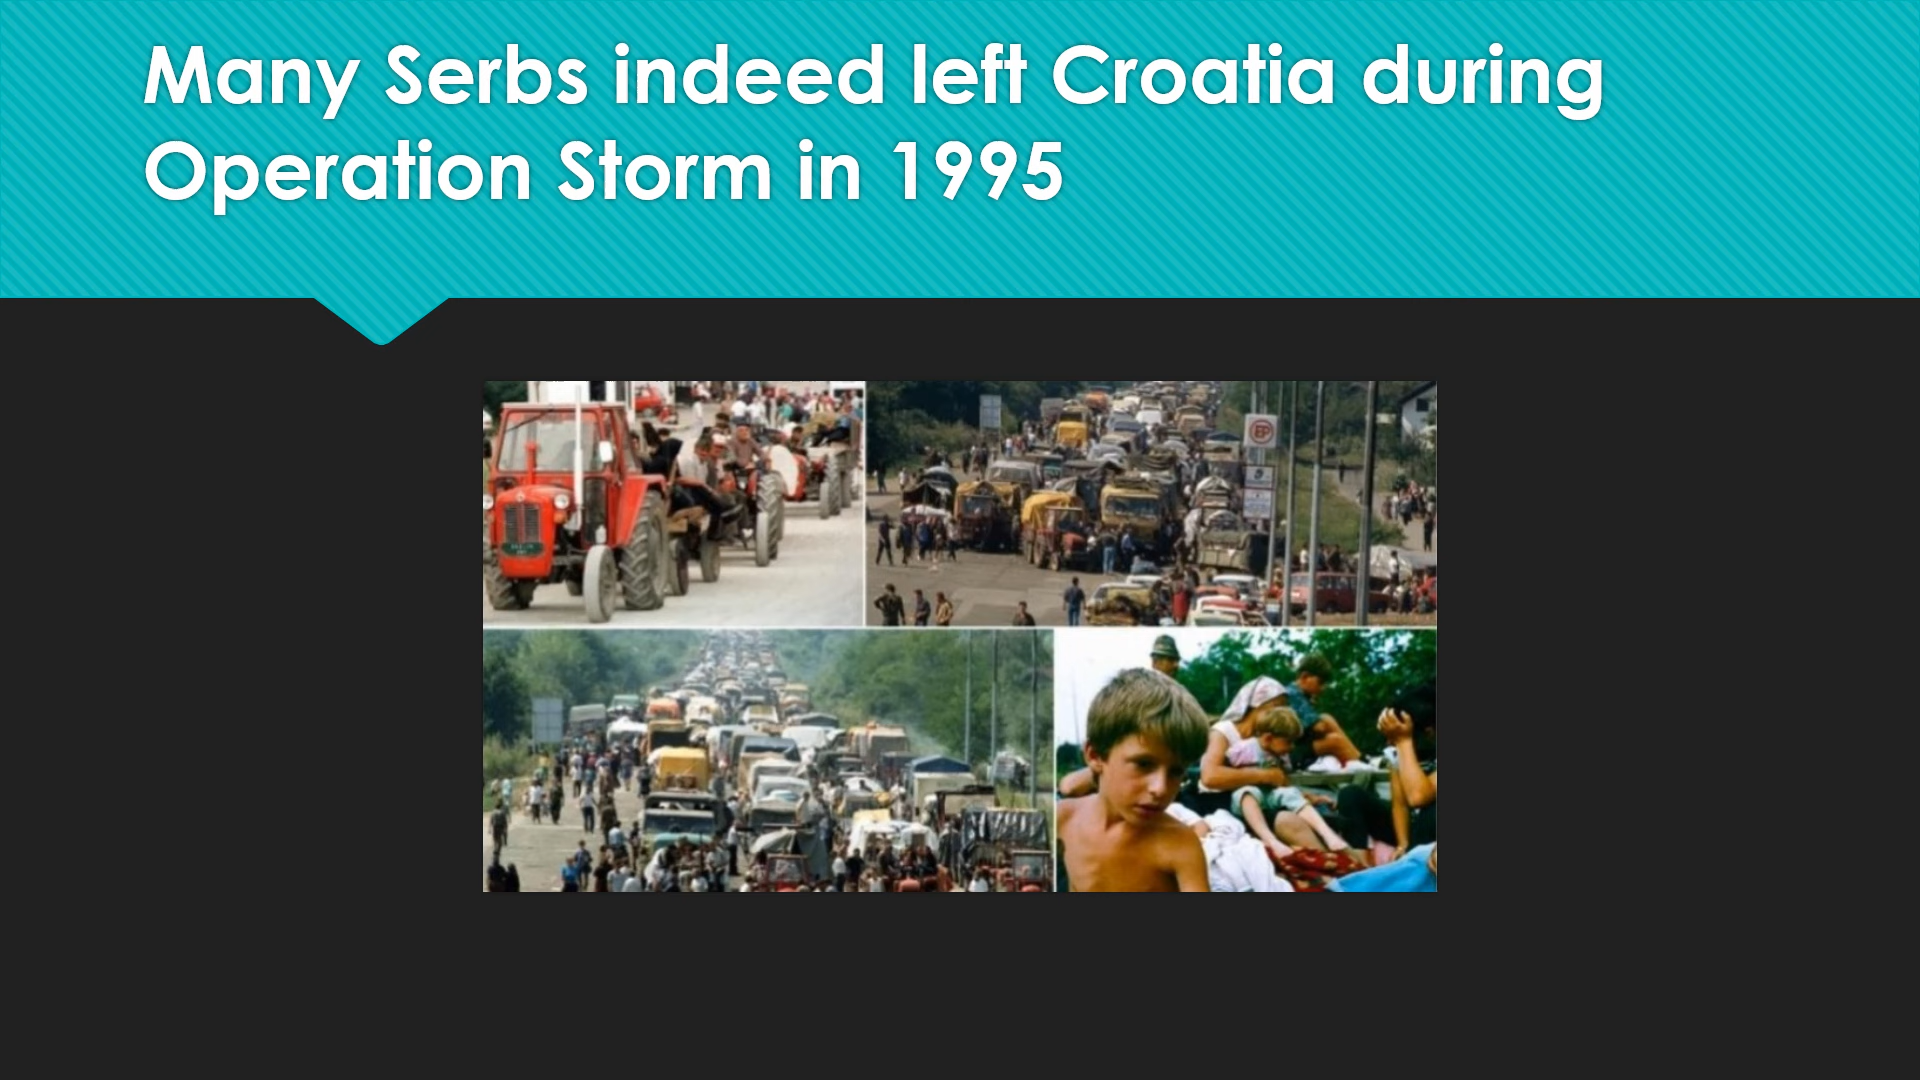 Many Serbs indeed left Croatia during
Operation Storm in 1995